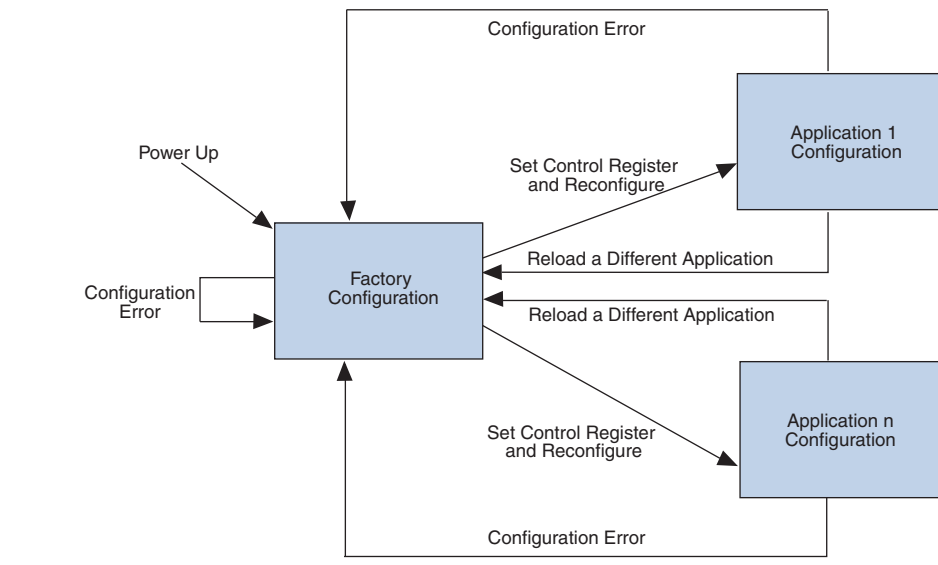 Configuration Error
Application 1
Configuration
Power Up
Set Control Register
and Reconfigure
Reload a Different Application
Factory
Configuration
Configuration
Error
Reload a Different Application
Application n
Configuration
Set Control Register
and Reconfigure
Configuration Error